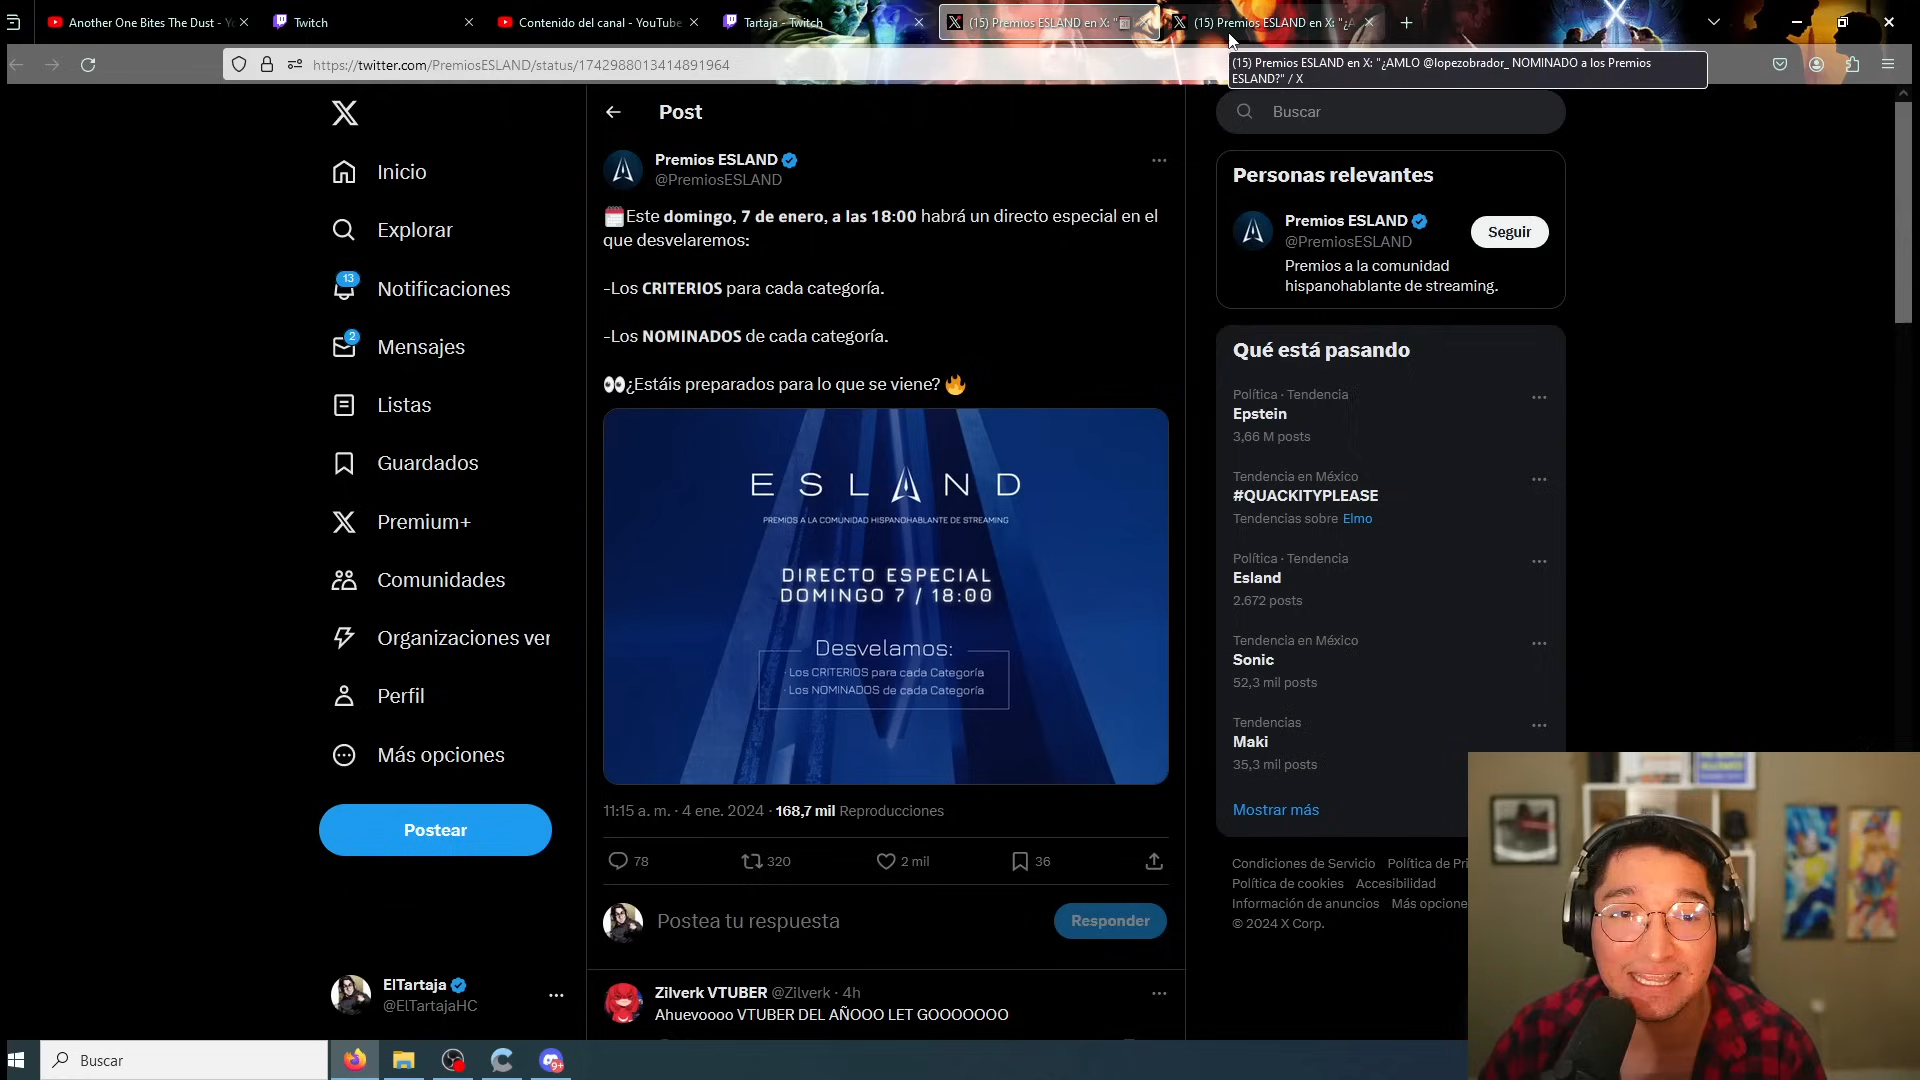 Another One Bites The Dust - Yo
Twitch
Contenido del canal - YouTube
Tartaja - Twitch
(15) Premios ESLAND en X: "
(15) Premios ESLAND en X: "¿A
https://twitter.com/PremiosESLAND/status/1742988013414891964
(15) Premios ESLAND en X: "¿AMLO @lopezobrador_ NOMINADO a los Premios
ESLAND?" / X
Inicio
Explorar
13
Notificaciones
2
Mensajes
Listas
Guardados
Premium+
Comunidades
Organizaciones ver
Perfil
Más opciones
Postear
ElTartaja
@ElTartajaHC
Post
Premios ESLAND
@PremiosESLAND
Este domingo, 7 de enero, a las 18:00 habrá un directo especial en el
que desvelaremos:
-Los CRITERIOS para cada categoría.
-Los NOMINADOS de cada categoría.
👀¿Estáis preparados para lo que se viene? 🔥
ESLAND
PREMIOS A LA COMUNIDAD HISPANOHABLANTE DE STREAMING
DIRECTO ESPECIAL
DOMINGO 7 / 18:00
Desvelamos:
· Los CRITERIOS para cada Categoría
· Los NOMINADOS de cada Categoría
11:15 a. m. · 4 ene. 2024 · 168,7 mil Reproducciones
78
320
2 mil
36
Postea tu respuesta
Responder
Zilverk VTUBER @Zilverk · 4h
Ahuevoooo VTUBER DEL AÑOOO LET GOOOOOOO
Buscar
Personas relevantes
Premios ESLAND
@PremiosESLAND
Seguir
Premios a la comunidad
hispanohablante de streaming.
Qué está pasando
Política · Tendencia
Epstein
3,66 M posts
Tendencia en México
#QUACKITYPLEASE
Tendencias sobre Elmo
Política · Tendencia
Esland
2.672 posts
Tendencia en México
Sonic
52,3 mil posts
Tendencias
Maki
35,3 mil posts
Mostrar más
Condiciones de Servicio Política de Pri
Política de cookies Accesibilidad
Información de anuncios Más opcione
© 2024 X Corp.
Buscar
9+